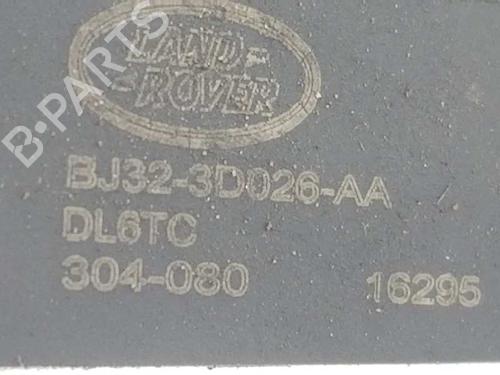 LAND-
-ROVER
B-PARTS
BJ32-3D026-AA
DL6TC
304-080 16295